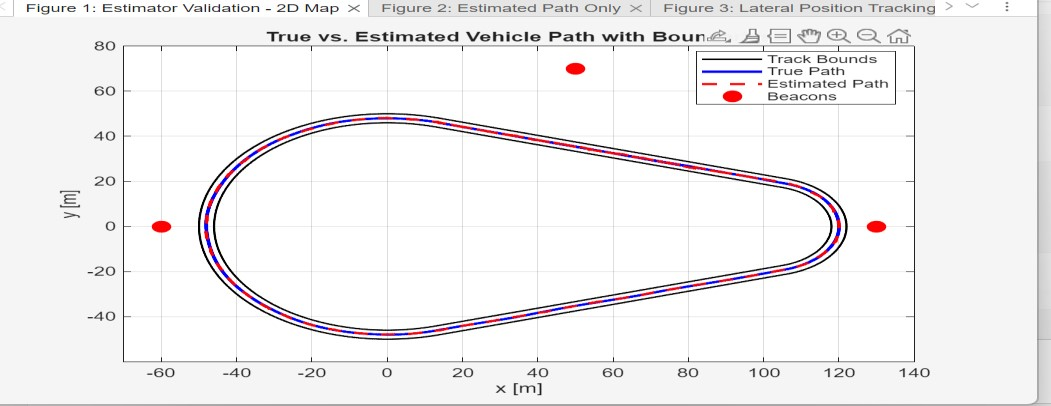 Figure 1: Estimator Validation - 2D Map
Figure 2: Estimated Path Only
Figure 3: Lateral Position Tracking
True vs. Estimated Vehicle Path with Boun
Track Bounds
True Path
Estimated Path
Beacons
80
60
40
20
0
-20
-40
y [m]
-60
-40
-20
0
20
40
60
80
100
120
140
x [m]